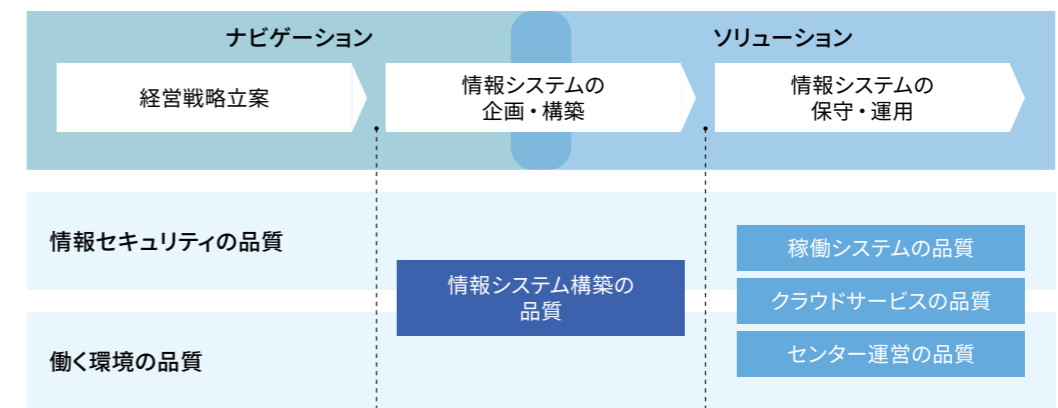 ナビゲーション
ソリューション
経営戦略立案
情報システムの
企画・構築
情報システムの
保守・運用
情報セキュリティの品質
稼働システムの品質
情報システム構築の
品質
クラウドサービスの品質
働く環境の品質
センター運営の品質